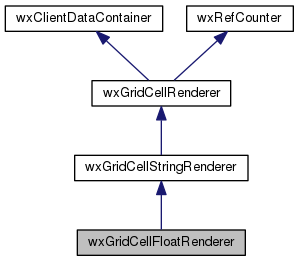 wxClientDataContainer
wxRefCounter
wxGridCellRenderer
wxGridCellStringRenderer
wxGridCellFloatRenderer